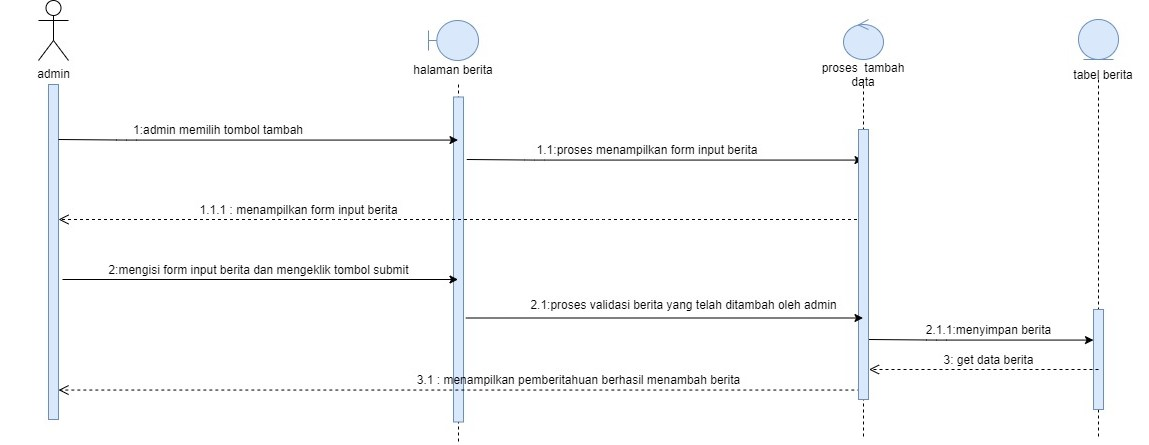 admin
halaman berita
proses tambah
data
tabel berita
1:admin memilih tombol tambah
1.1:proses menampilkan form input berita
1.1.1 : menampilkan form input berita
2:mengisi form input berita dan mengeklik tombol submit
2.1:proses validasi berita yang telah ditambah oleh admin
2.1.1:menyimpan berita
3: get data berita
3.1 : menampilkan pemberitahuan berhasil menambah berita